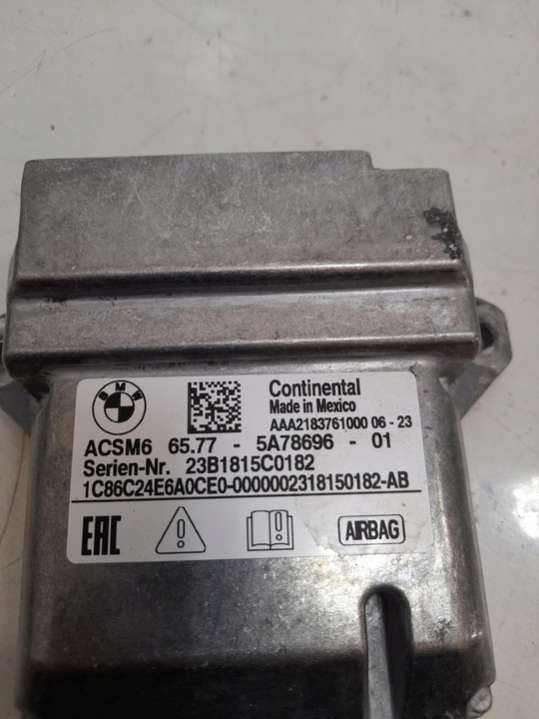 BMW
Continental
Made in Mexico
AAA2183761000 06 - 23
ACSM6 65.77 - 5A78696 - 01
Serien-Nr. 23B1815C0182
1C86C24E6A0CE0-0000002318150182-AB
EAC
AIRBAG